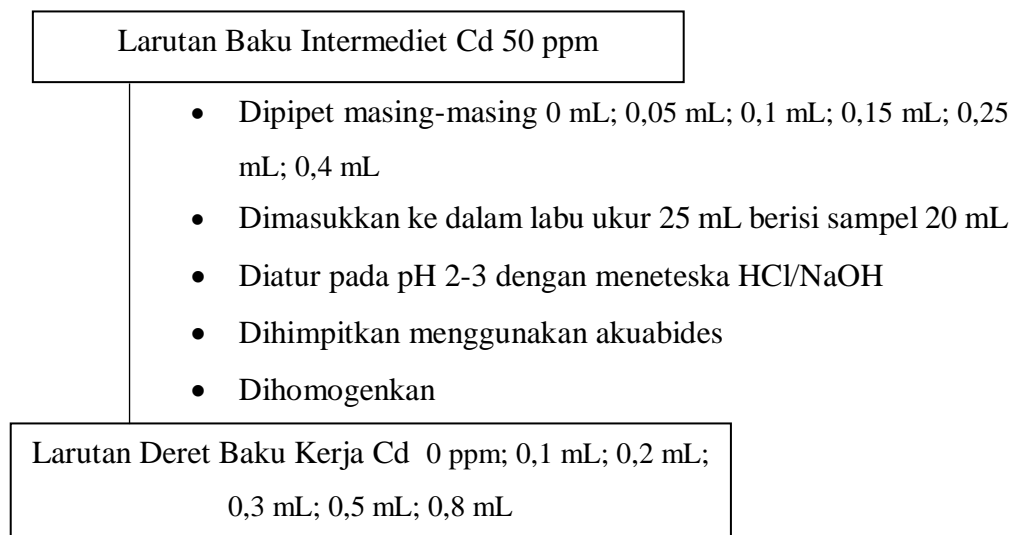 Larutan Baku Intermediet Cd 50 ppm
• Dipipet masing-masing 0 mL; 0,05 mL; 0,1 mL; 0,15 mL; 0,25
mL; 0,4 mL
• Dimasukkan ke dalam labu ukur 25 mL berisi sampel 20 mL
• Diatur pada pH 2-3 dengan meneteska HCl/NaOH
• Dihimpitkan menggunakan akuabides
• Dihomogenkan
Larutan Deret Baku Kerja Cd 0 ppm; 0,1 mL; 0,2 mL;
0,3 mL; 0,5 mL; 0,8 mL